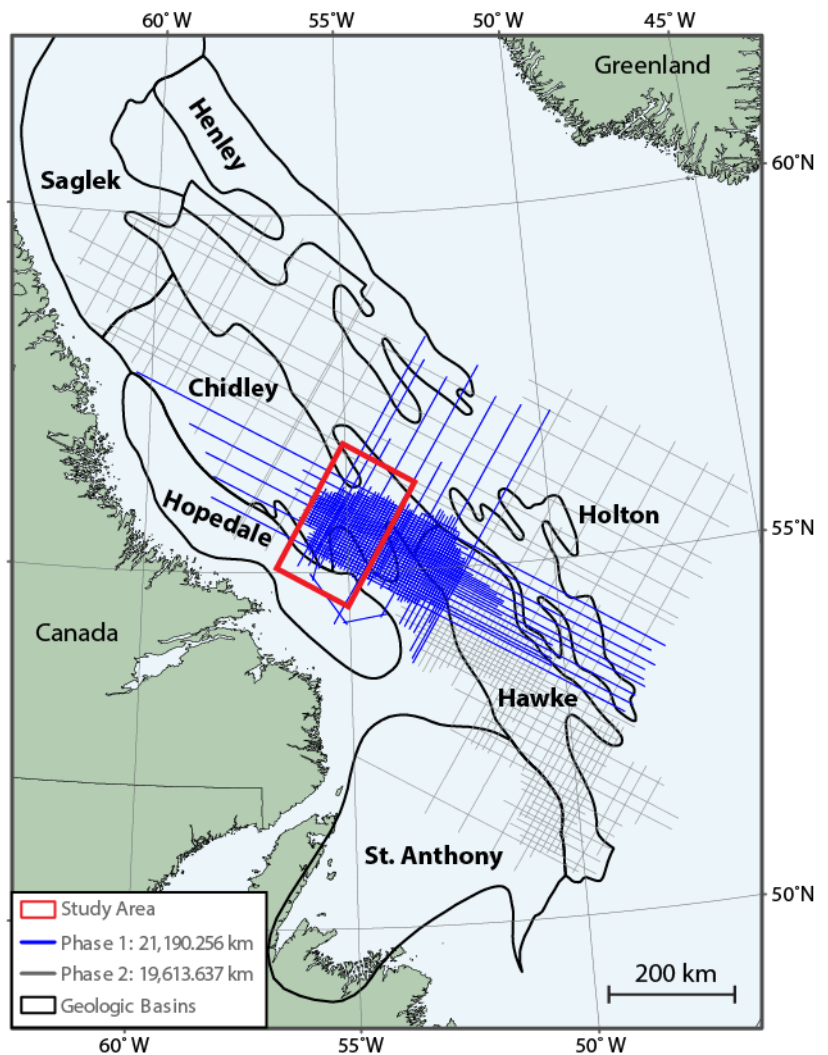 60˚W 55˚W 50˚W 45˚W
Greenland
Henley
60˚N
Saglek
Chidley
Hopedale
Holton
55˚N
Canada
Hawke
St. Anthony
50˚N
Study Area
Phase 1: 21,190.256 km
Phase 2: 19,613.637 km
Geologic Basins
200 km
60˚W 55˚W 50˚W